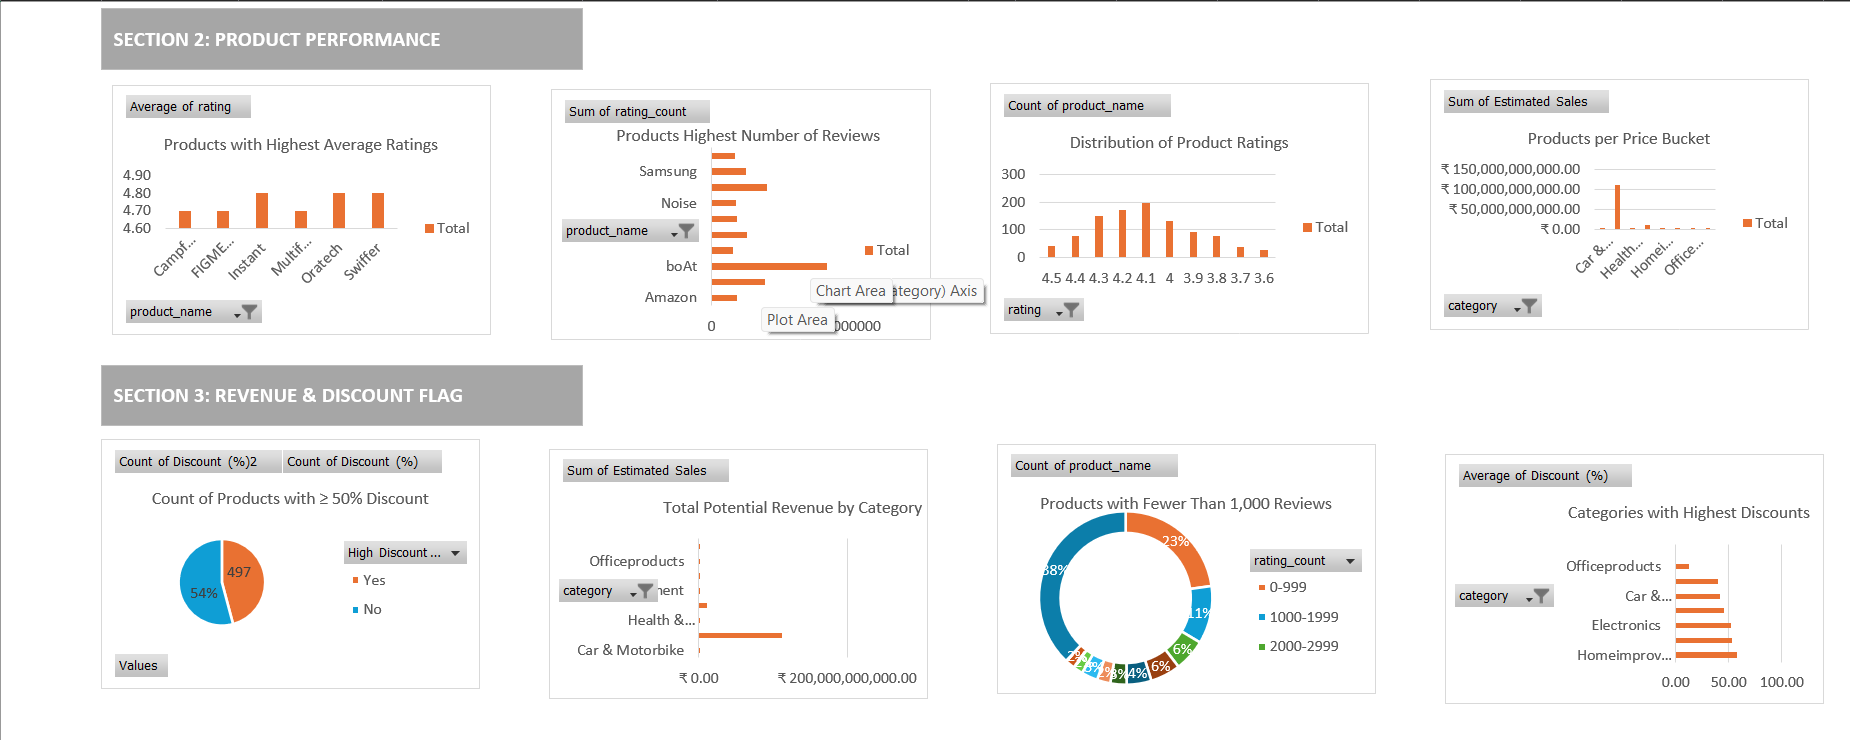 SECTION 2: PRODUCT PERFORMANCE
Average of rating
Products with Highest Average Ratings
4.90
4.80
4.70
4.60
Campf...
FIGME...
Instant
Multif...
Oratech
Swiffer
Total
product_name
Sum of rating_count
Products Highest Number of Reviews
Samsung
Noise
product_name
boAt
Amazon
Total
Chart Area
ategory) Axis
Plot Area
0
000000
Count of product_name
Distribution of Product Ratings
300
200
100
0
4.5 4.4 4.3 4.2 4.1 4 3.9 3.8 3.7 3.6
Total
rating
Sum of Estimated Sales
Products per Price Bucket
₹ 150,000,000,000.00
₹ 100,000,000,000.00
₹ 50,000,000,000.00
₹ 0.00
Car &...
Health...
Homei...
Office...
Total
category
SECTION 3: REVENUE & DISCOUNT FLAG
Count of Discount (%)2
Count of Discount (%)
Count of Products with ≥ 50% Discount
497
54%
High Discount ...
Yes
No
Values
Sum of Estimated Sales
Total Potential Revenue by Category
Officeproducts
category
nent
Health &...
Car & Motorbike
₹ 0.00
₹ 200,000,000,000.00
Count of product_name
Products with Fewer Than 1,000 Reviews
23%
11%
6%
6%
4%
3%
2%
2%
38%
rating_count
0-999
1000-1999
2000-2999
Average of Discount (%)
Categories with Highest Discounts
Officeproducts
category
Car &...
Electronics
Homeimprov...
0.00 50.00 100.00